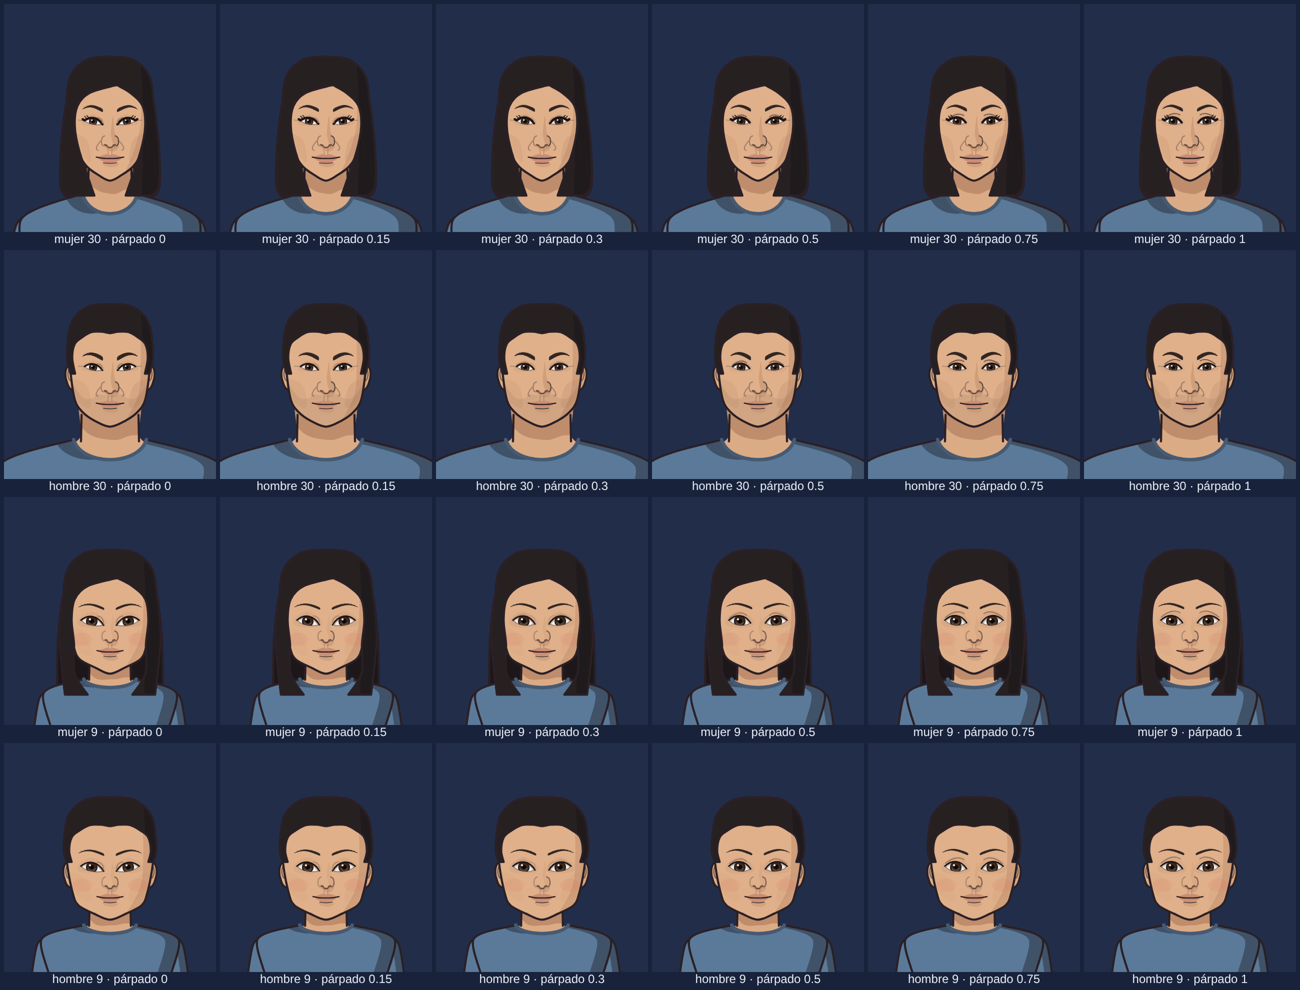 mujer 30 · párpado 0
mujer 30 · párpado 0.15
mujer 30 · párpado 0.3
mujer 30 · párpado 0.5
mujer 30 · párpado 0.75
mujer 30 · párpado 1
hombre 30 · párpado 0
hombre 30 · párpado 0.15
hombre 30 · párpado 0.3
hombre 30 · párpado 0.5
hombre 30 · párpado 0.75
hombre 30 · párpado 1
mujer 9 · párpado 0
mujer 9 · párpado 0.15
mujer 9 · párpado 0.3
mujer 9 · párpado 0.5
mujer 9 · párpado 0.75
mujer 9 · párpado 1
hombre 9 · párpado 0
hombre 9 · párpado 0.15
hombre 9 · párpado 0.3
hombre 9 · párpado 0.5
hombre 9 · párpado 0.75
hombre 9 · párpado 1